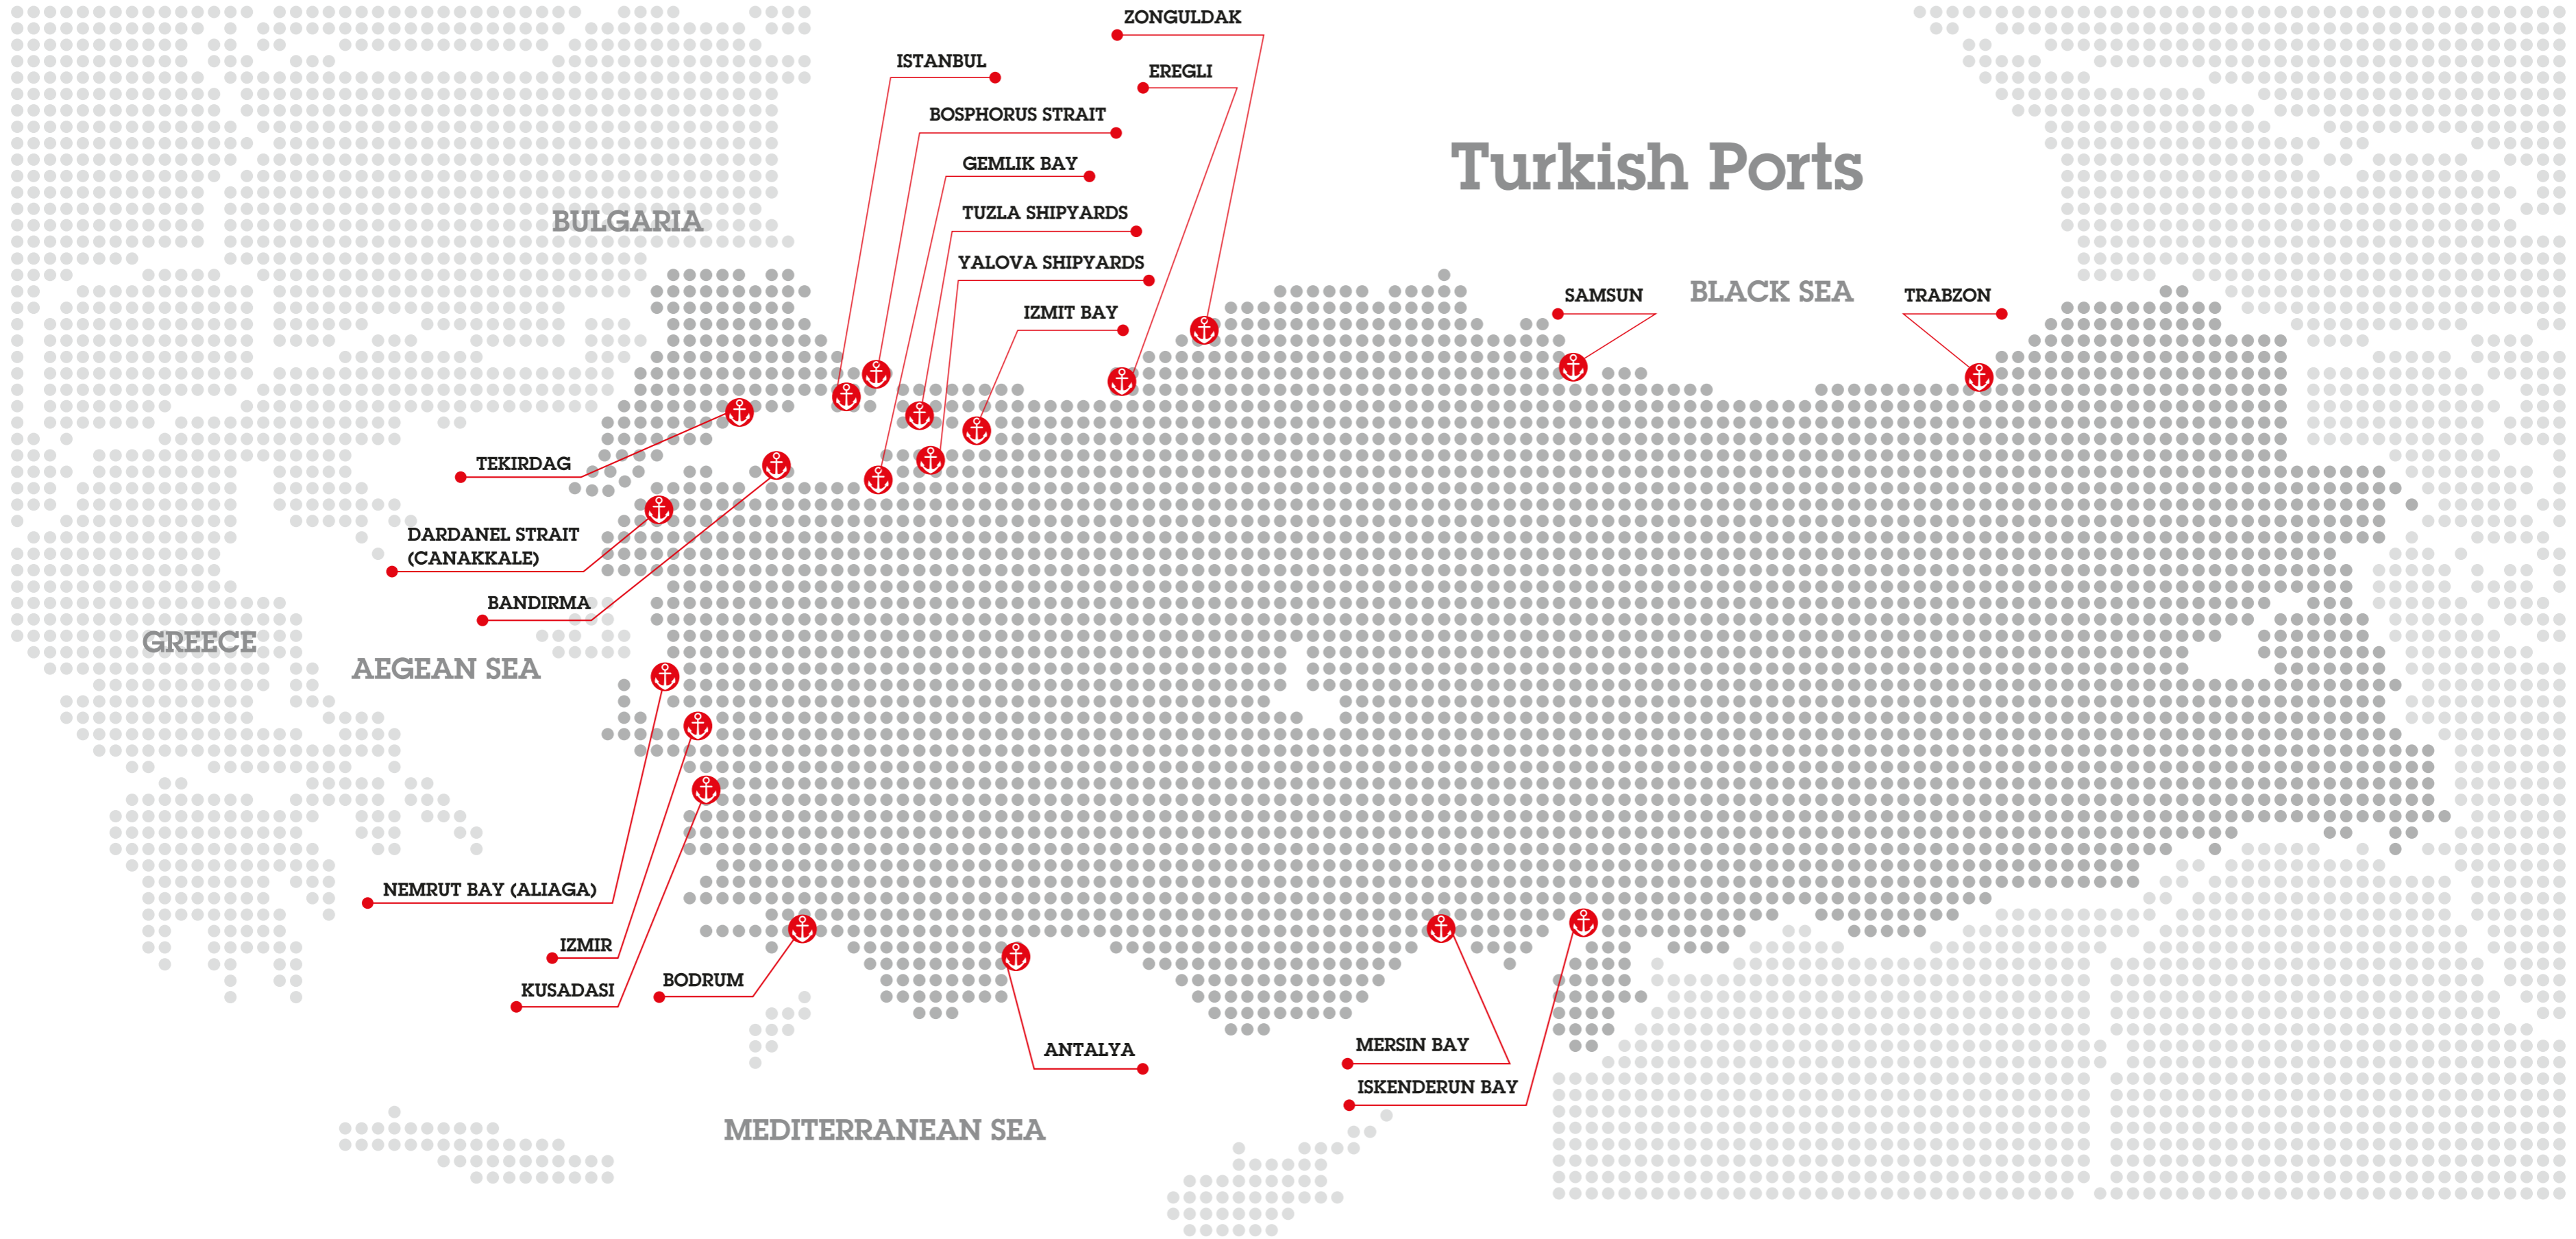 ZONGULDAK
ISTANBUL
EREGLI
BOSPHORUS STRAIT
GEMLIK BAY
Turkish Ports
TUZLA SHIPYARDS
BULGARIA
YALOVA SHIPYARDS
SAMSUN
BLACK SEA
TRABZON
IZMIT BAY
TEKIRDAG
DARDANEL STRAIT
(CANAKKALE)
BANDIRMA
GREECE
AEGEAN SEA
NEMRUT BAY (ALIAGA)
IZMIR
BODRUM
KUSADASI
ANTALYA
MERSIN BAY
ISKENDERUN BAY
MEDITERRANEAN SEA